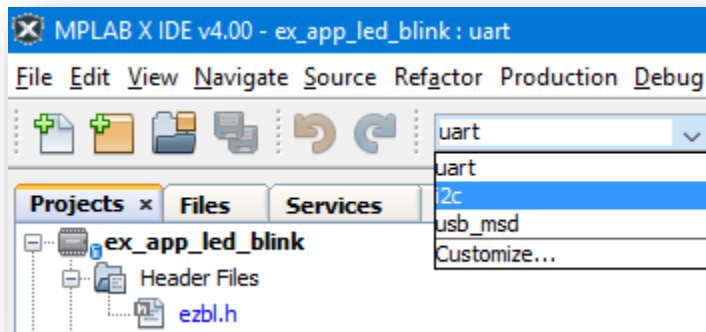 MPLAB X IDE v4.00 - ex_app_led_blink : uart
File Edit View Navigate Source Refactor Production Debug
uart
uart
i2c
usb_msd
Customize...
Projects × Files Services
ex_app_led_blink
Header Files
ezbl.h